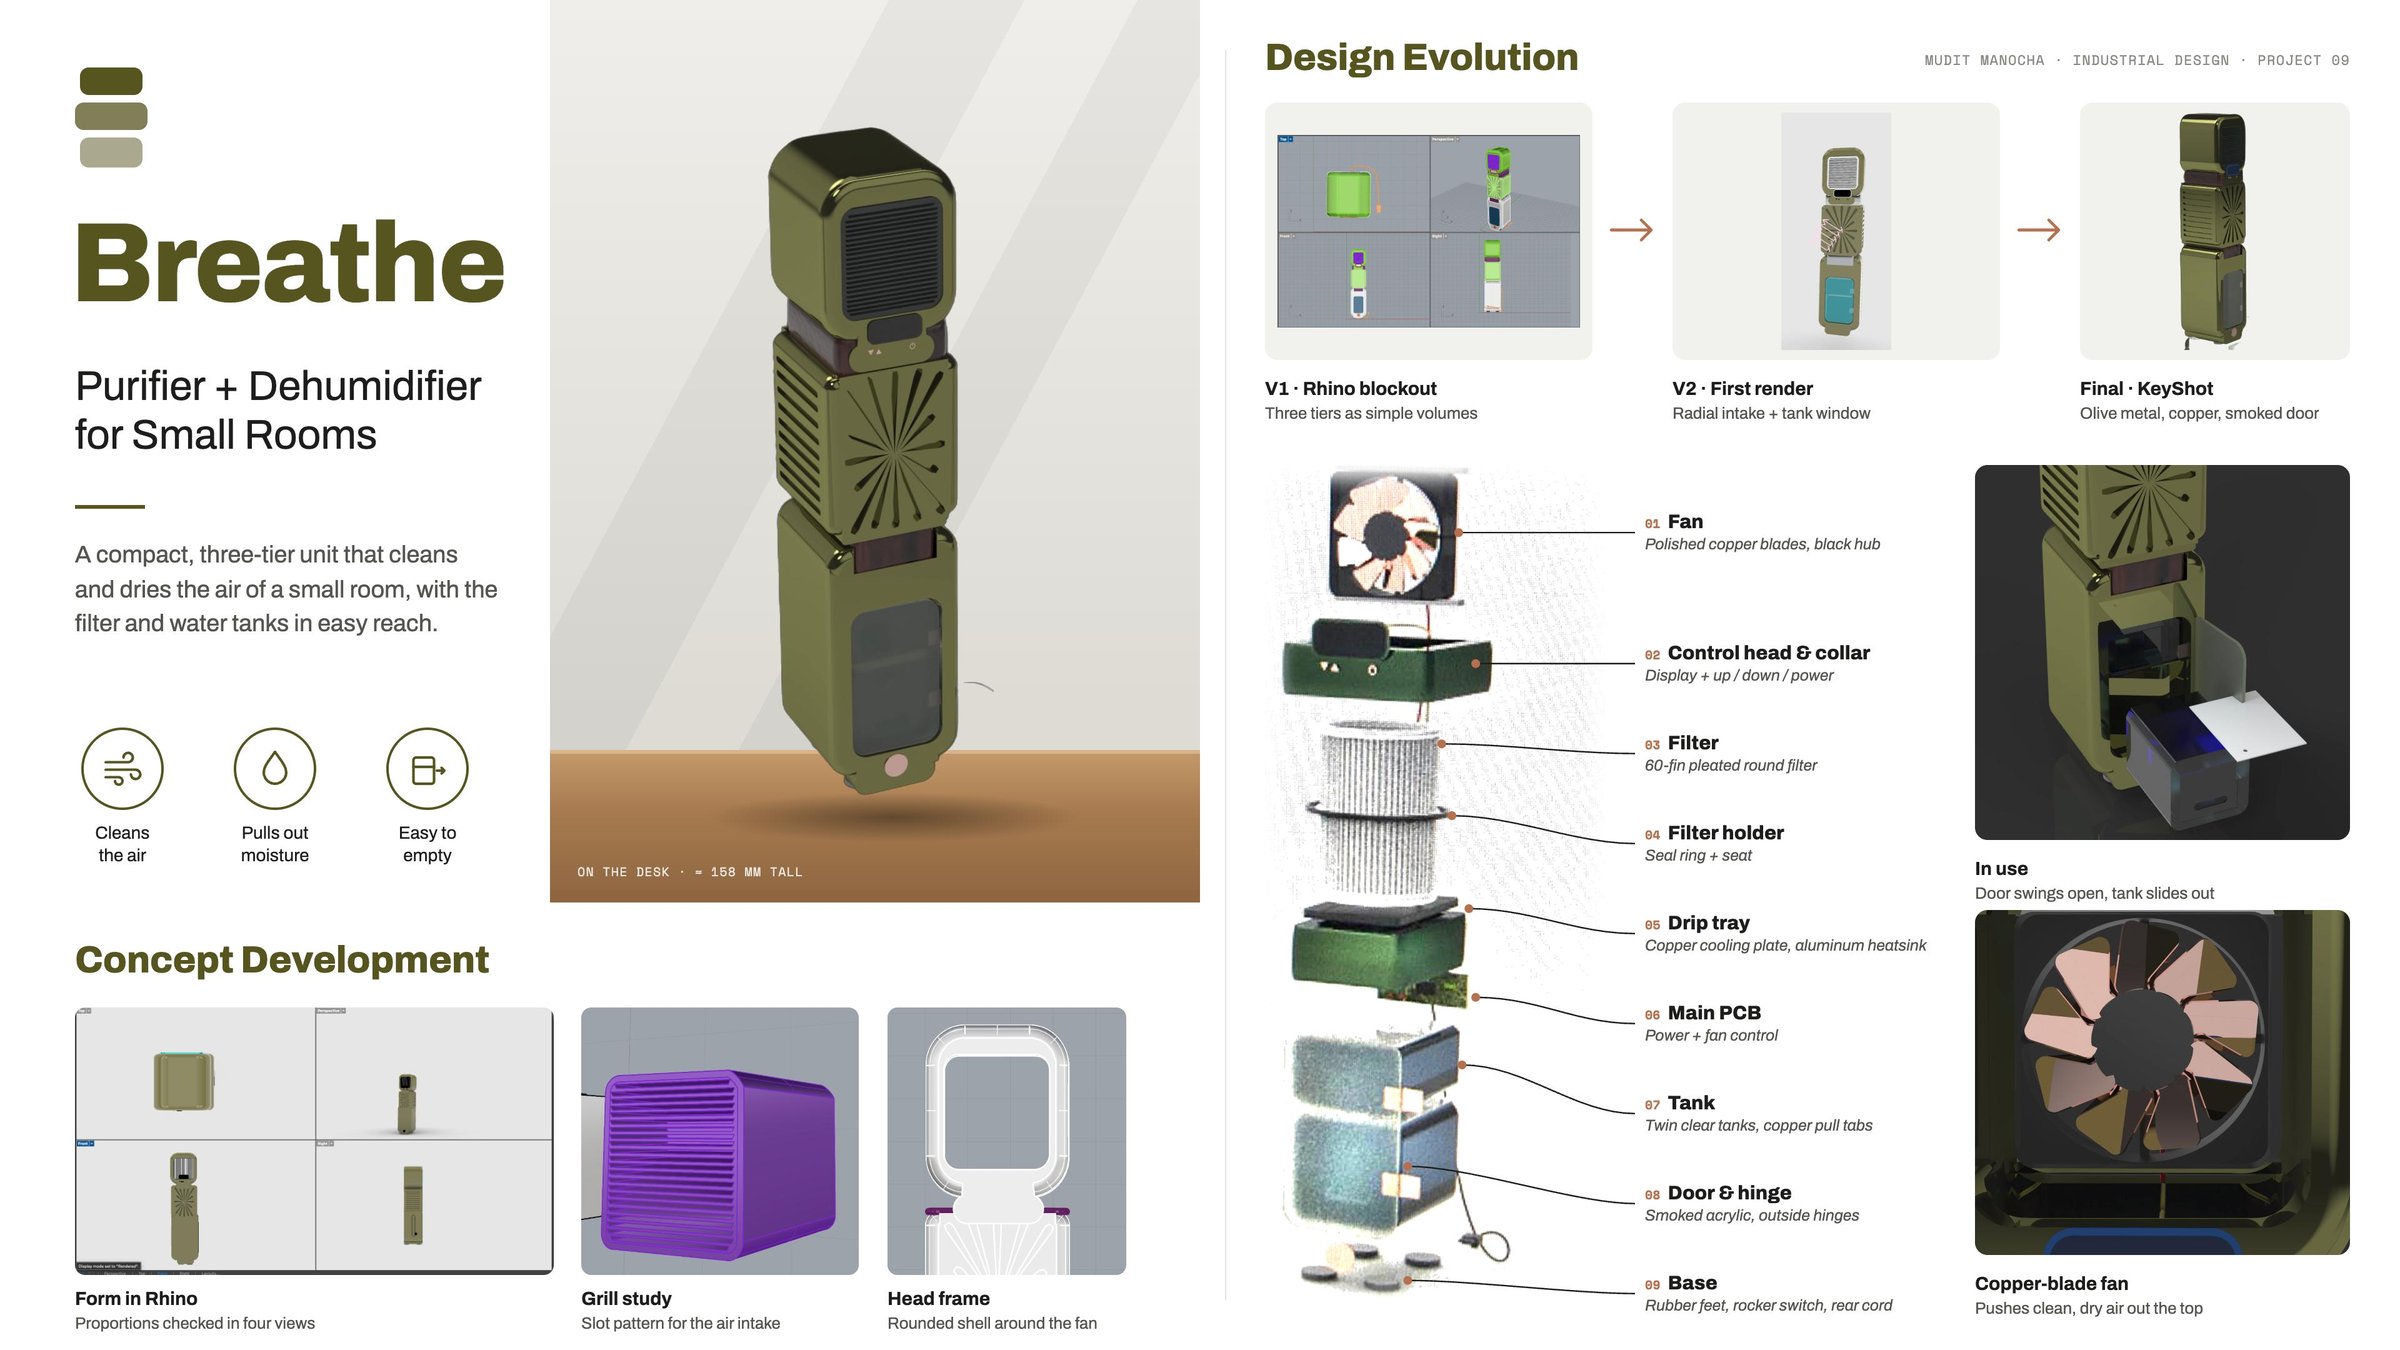 Breathe
Purifier + Dehumidifier
for Small Rooms
A compact, three-tier unit that cleans
and dries the air of a small room, with the
filter and water tanks in easy reach.
Cleans
the air
Pulls out
moisture
Easy to
empty
ON THE DESK · ≈ 158 MM TALL
Concept Development
Form in Rhino
Proportions checked in four views
Grill study
Slot pattern for the air intake
Head frame
Rounded shell around the fan
Design Evolution
MUDIT MANOCHA · INDUSTRIAL DESIGN · PROJECT 09
V1 · Rhino blockout
Three tiers as simple volumes
V2 · First render
Radial intake + tank window
Final · KeyShot
Olive metal, copper, smoked door
01 Fan
Polished copper blades, black hub
02 Control head & collar
Display + up / down / power
03 Filter
60-fin pleated round filter
04 Filter holder
Seal ring + seat
05 Drip tray
Copper cooling plate, aluminum heatsink
06 Main PCB
Power + fan control
07 Tank
Twin clear tanks, copper pull tabs
08 Door & hinge
Smoked acrylic, outside hinges
09 Base
Rubber feet, rocker switch, rear cord
In use
Door swings open, tank slides out
Copper-blade fan
Pushes clean, dry air out the top